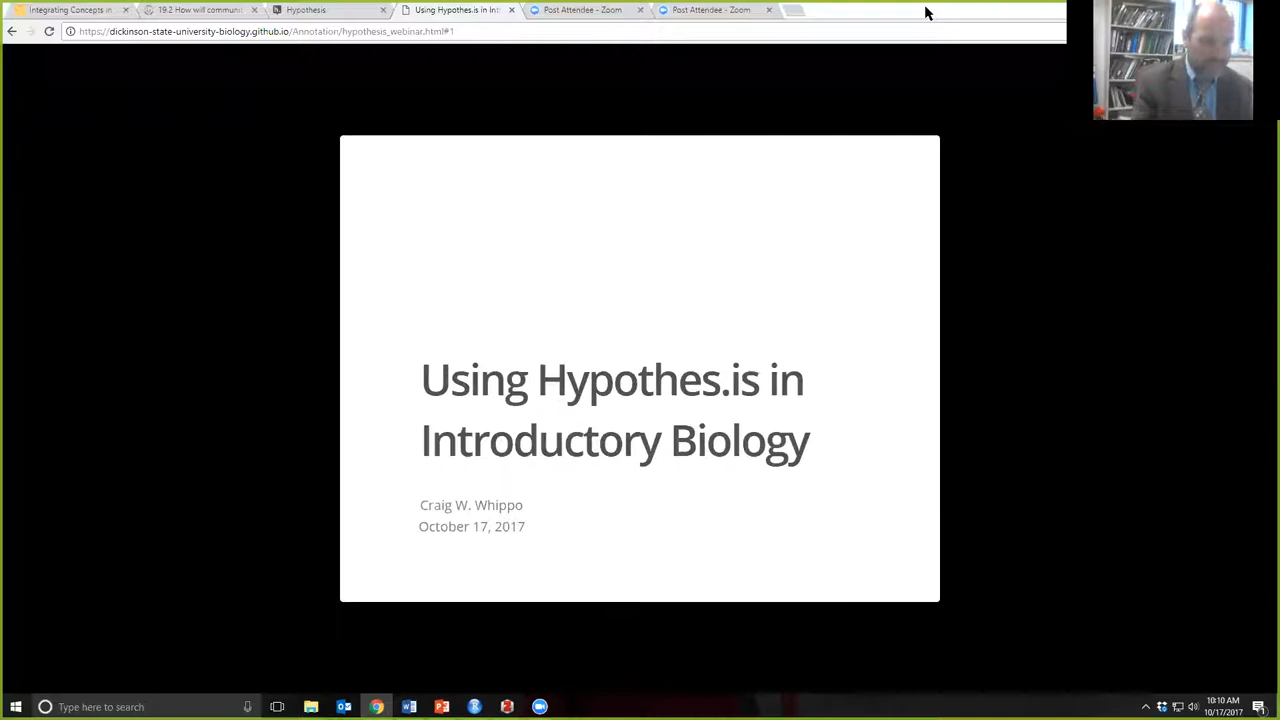 Integrating Concepts in
19.2 How will communi
Hypothesis
Using Hypothes.is in Int
Post Attendee - Zoom
Post Attendee - Zoom
https://dickinson-state-university-biology.github.io/Annotation/hypothesis_webinar.html#1
Using Hypothes.is in
Introductory Biology
Craig W. Whippo
October 17, 2017
Type here to search
10:10 AM
10/17/2017